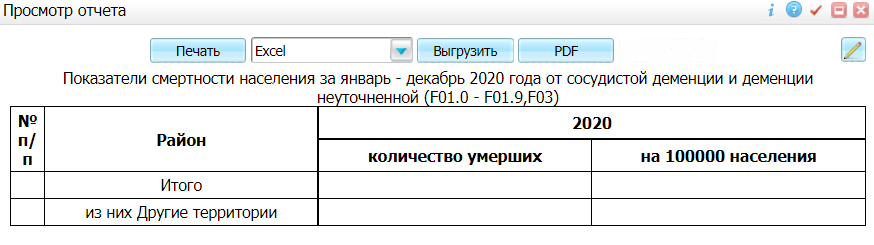 Просмотр отчета
Печать Excel Выгрузить PDF
Показатели смертности населения за январь - декабрь 2020 года от сосудистой деменции и деменции
неуточненной (F01.0 - F01.9,F03)
№
п/
п
Район
2020
количество умерших на 100000 населения
Итого
из них Другие территории